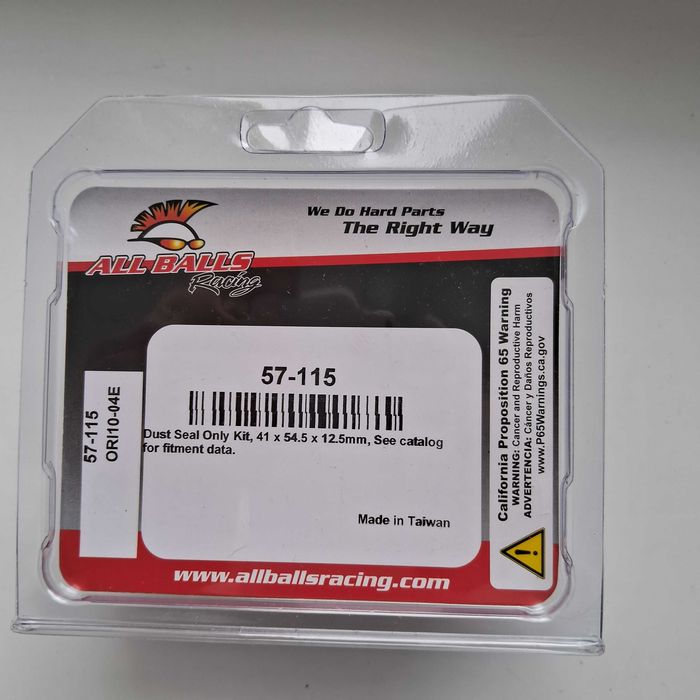 We Do Hard Parts
The Right Way
ALL BALLS
Racing
57-115
Dust Seal Only Kit, 41 x 54.5 x 12.5mm, See catalog
for fitment data.
Made in Taiwan
57-115
ORI10-04E
California Proposition 65 Warning
WARNING: Cancer and Reproductive Harm
ADVERTENCIA: Cáncer y Daños Reproductivos
www.P65Warnings.ca.gov
www.allballsracing.com